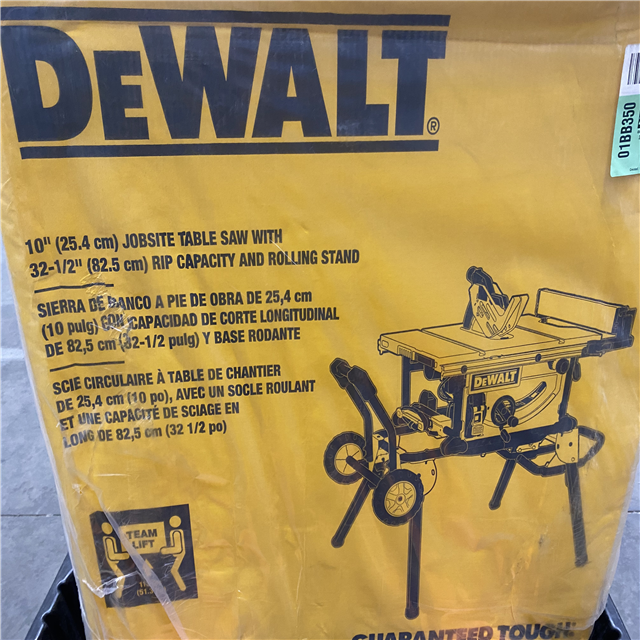 DEWALT®
01BB350
10" (25.4 cm) JOBSITE TABLE SAW WITH
32-1/2" (82.5 cm) RIP CAPACITY AND ROLLING STAND
SIERRA DE BANCO A PIE DE OBRA DE 25,4 cm
(10 pulg) CON CAPACIDAD DE CORTE LONGITUDINAL
DE 82,5 cm (32-1/2 pulg) Y BASE RODANTE
SCIE CIRCULAIRE À TABLE DE CHANTIER
DE 25,4 cm (10 po), AVEC UN SOCLE ROULANT
ET UNE CAPACITÉ DE SCIAGE EN
LONG DE 82,5 cm (32 1/2 po)
DEWALT
TEAM
LIFT
GUARANTEED TOUGH